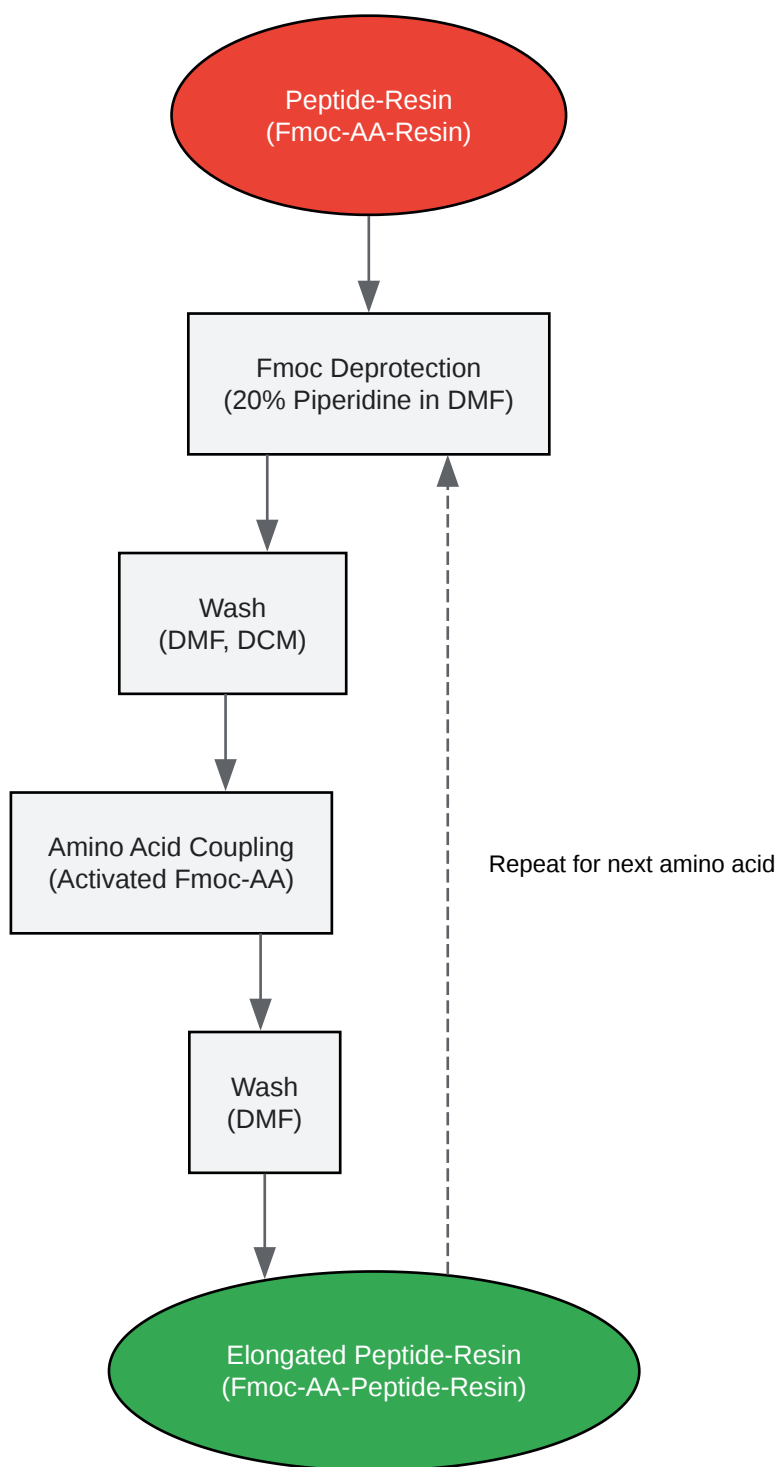 Peptide-Resin
(Fmoc-AA-Resin)
Fmoc Deprotection
(20% Piperidine in DMF)
Wash
(DMF, DCM)
Amino Acid Coupling
(Activated Fmoc-AA)
Repeat for next amino acid
Wash
(DMF)
Elongated Peptide-Resin
(Fmoc-AA-Peptide-Resin)